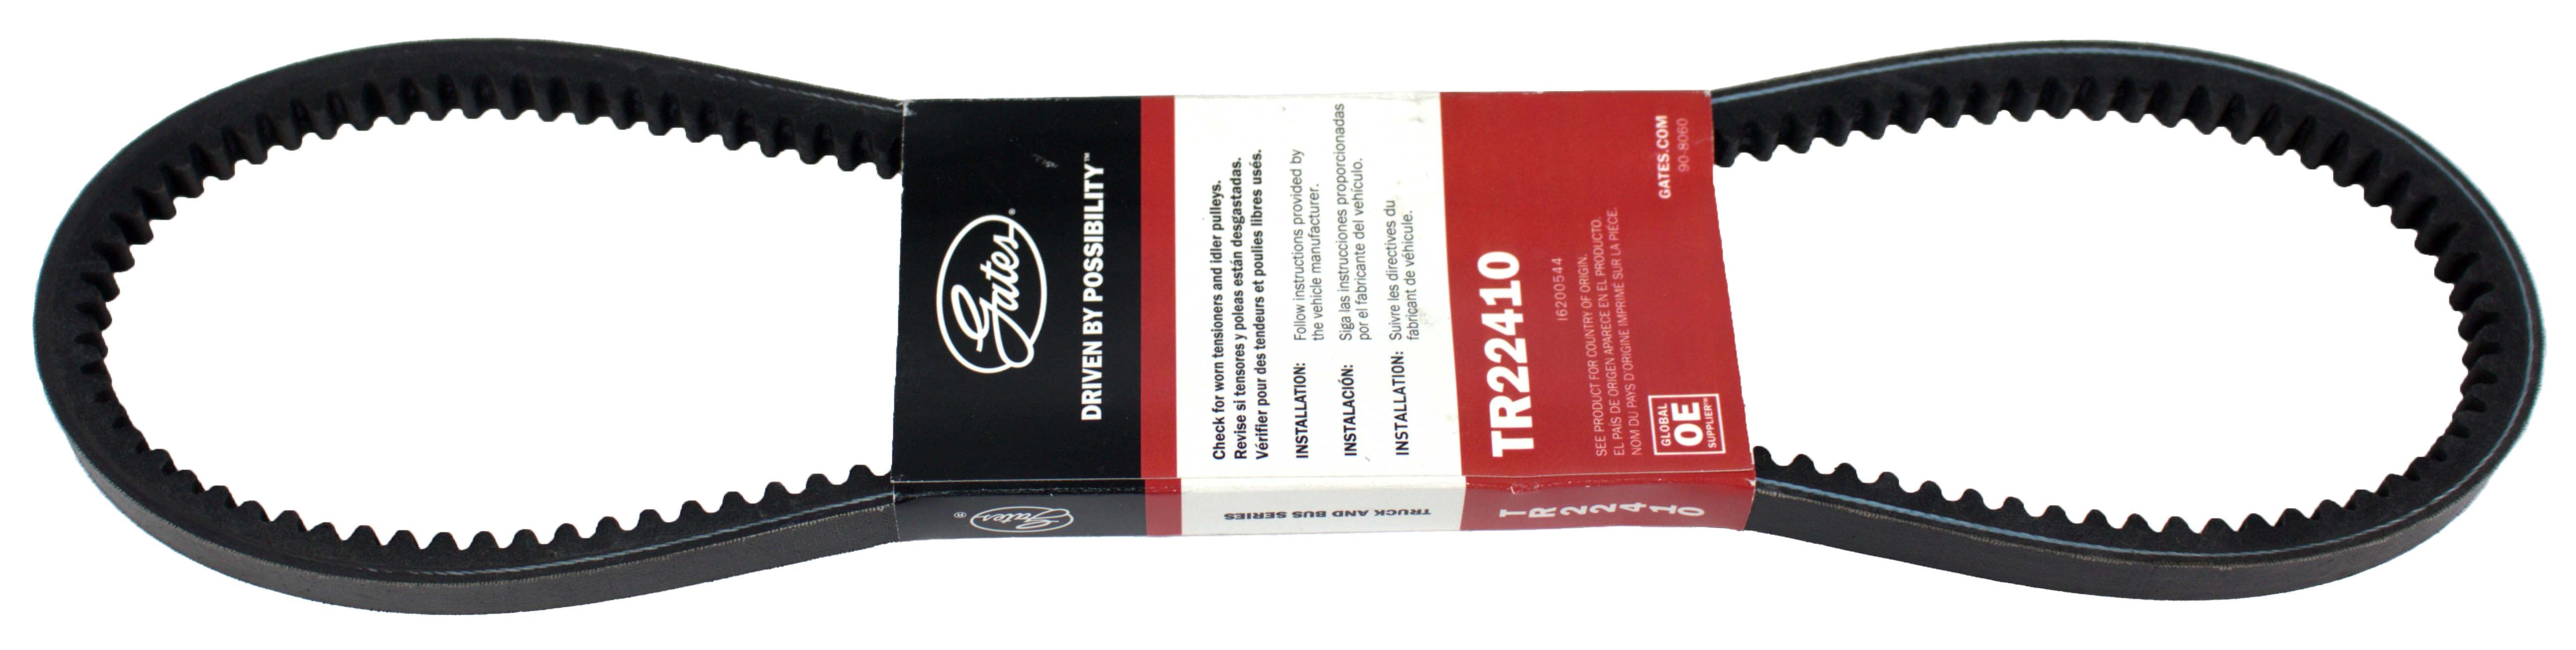 Gates®
DRIVEN BY POSSIBILITY™
Check for worn tensioners and idler pulleys.
Revise si tensores y poleas están desgastadas.
Vérifier pour des tendeurs et poulies libres usés.
INSTALLATION: Follow instructions provided by
the vehicle manufacturer.
INSTALACIÓN: Siga las instrucciones proporcionadas
por el fabricante del vehículo.
INSTALLATION: Suivre les directives du
fabricant de véhicule.
TR22410
16200544
SEE PRODUCT FOR COUNTRY OF ORIGIN.
EL PAÍS DE ORIGEN APARECE EN EL PRODUCTO.
NOM DU PAYS D'ORIGINE IMPRIMÉ SUR LA PIÈCE.
GLOBAL
OE
SUPPLIER™
GATES.COM
90-8060
Gates®
TRUCK AND BUS SERIES
TR22410